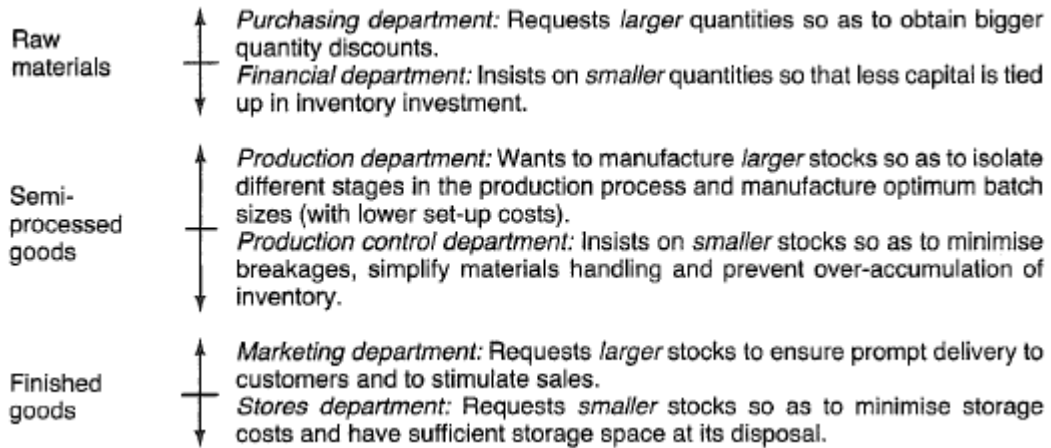 Raw
materials
Purchasing department: Requests larger quantities so as to obtain bigger
quantity discounts.
Financial department: Insists on smaller quantities so that less capital is tied
up in inventory investment.
Semi-
processed
goods
Production department: Wants to manufacture larger stocks so as to isolate
different stages in the production process and manufacture optimum batch
sizes (with lower set-up costs).
Production control department: Insists on smaller stocks so as to minimise
breakages, simplify materials handling and prevent over-accumulation of
inventory.
Finished
goods
Marketing department: Requests larger stocks to ensure prompt delivery to
customers and to stimulate sales.
Stores department: Requests smaller stocks so as to minimise storage
costs and have sufficient storage space at its disposal.